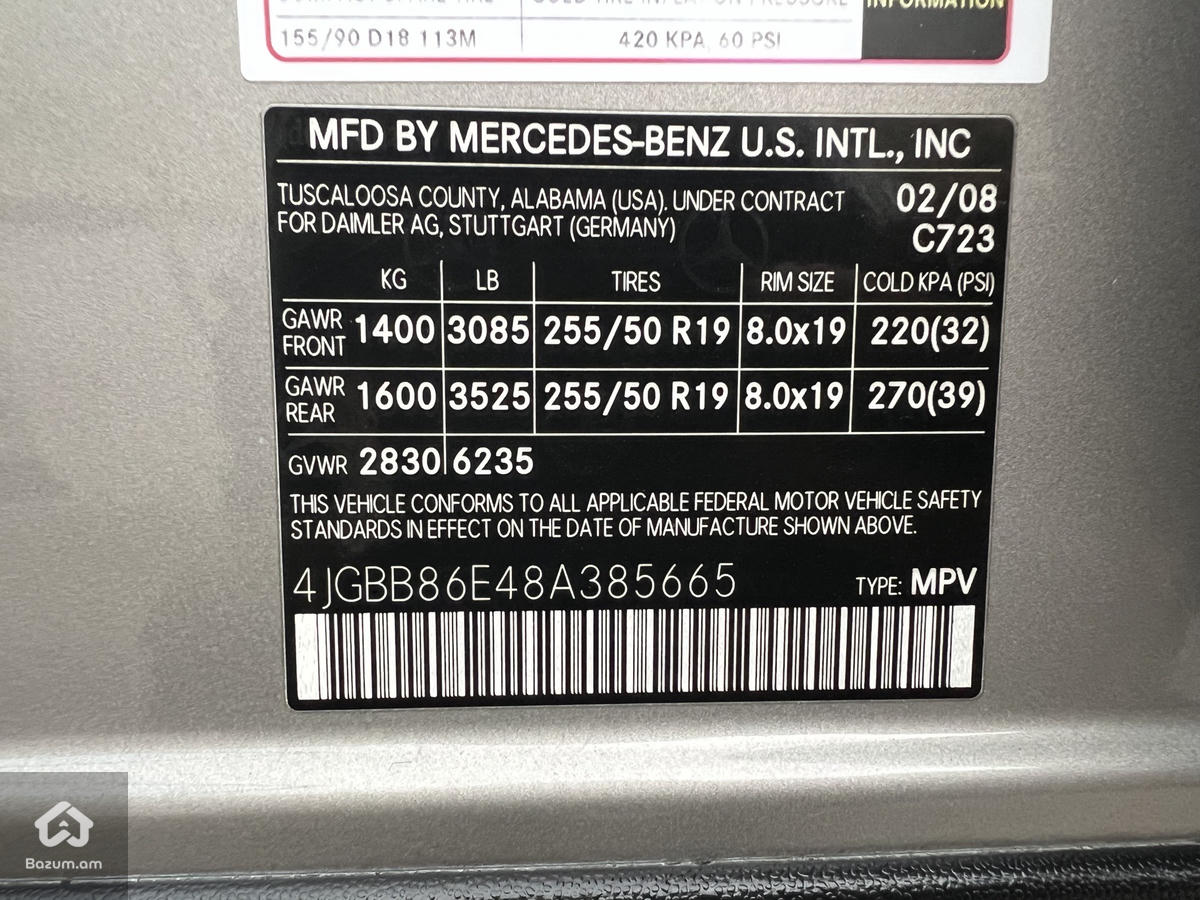 INFORMATION
155/90 D18 113M 420 KPA, 60 PSI
MFD BY MERCEDES-BENZ U.S. INTL., INC
TUSCALOOSA COUNTY, ALABAMA (USA). UNDER CONTRACT 02/08
FOR DAIMLER AG, STUTTGART (GERMANY) C723
KG LB TIRES RIM SIZE COLD KPA (PSI)
GAWR FRONT 1400 3085 255/50 R19 8.0x19 220(32)
GAWR REAR 1600 3525 255/50 R19 8.0x19 270(39)
GVWR 2830 6235
THIS VEHICLE CONFORMS TO ALL APPLICABLE FEDERAL MOTOR VEHICLE SAFETY
STANDARDS IN EFFECT ON THE DATE OF MANUFACTURE SHOWN ABOVE.
4JGBB86E48A385665 TYPE: MPV
Bazum.am